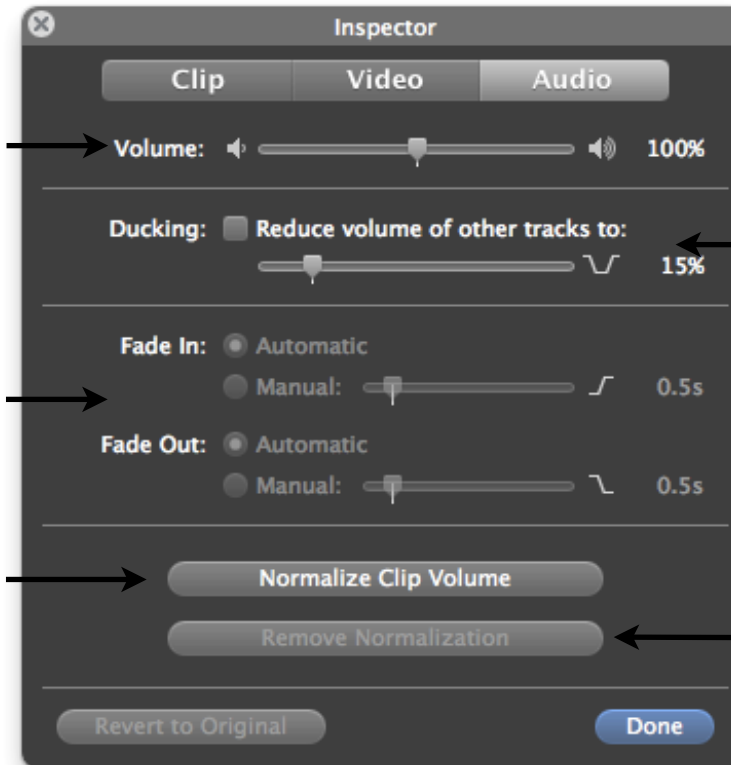 Inspector
Clip Video Audio
Volume: 100%
Ducking: Reduce volume of other tracks to:
15%
Fade In: Automatic
Manual: 0.5s
Fade Out: Automatic
Manual: 0.5s
Normalize Clip Volume
Remove Normalization
Revert to Original Done